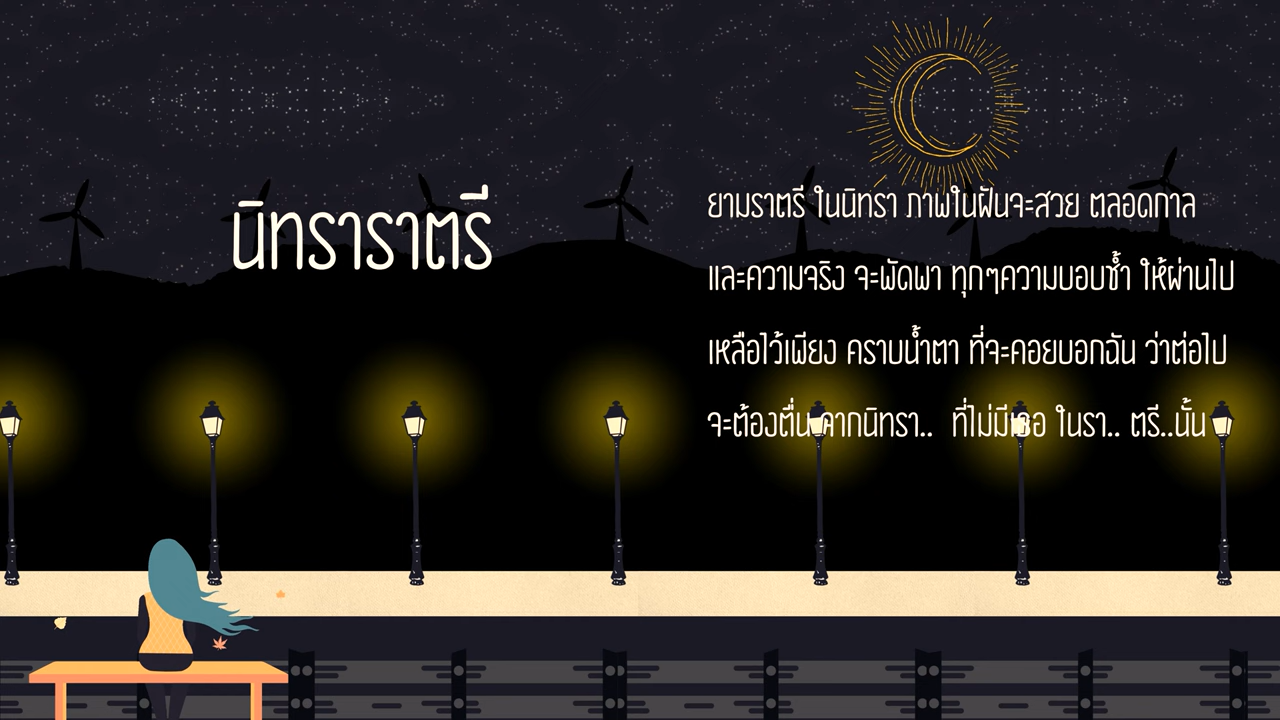 นิทราราตรี
ยามราตรี ในนิทรา ภาพในฝันจะสวย ตลอดกาล
และความจริง จะพัดพา ทุกๆความบอบช้ำ ให้ผ่านไป
เหลือไว้เพียง คราบน้ำตา ที่จะคอยบอกฉัน ว่าต่อไป
จะต้องตื่น จากนิทรา.. ที่ไม่มีเธอ ในรา.. ตรี..นั้น